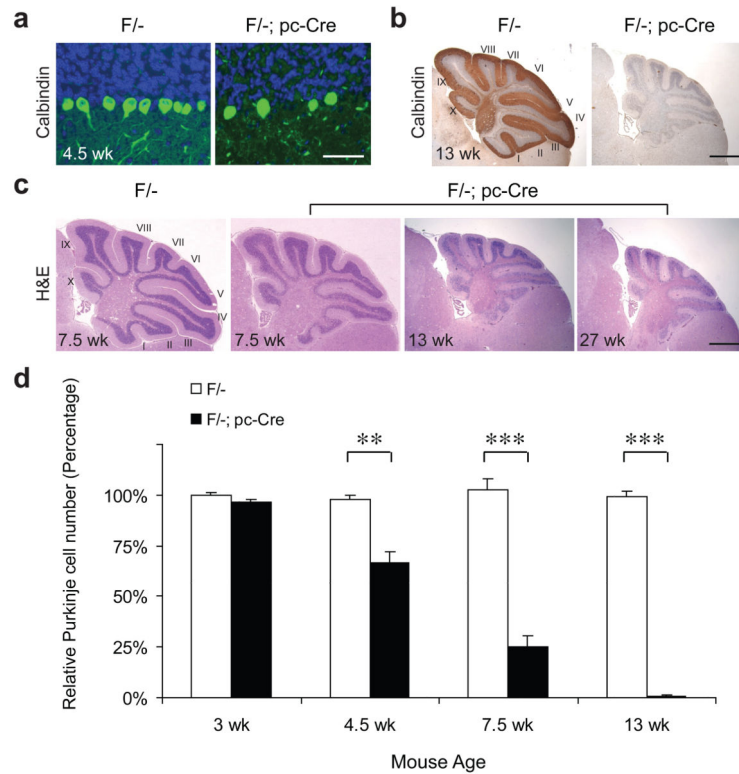 a
F/-
F/-; pc-Cre
Calbindin
4.5 wk
b
F/-
F/-; pc-Cre
Calbindin
VIII
VII
VI
IX
V
X
IV
III
II
I
13 wk
c
F/-
F/-; pc-Cre
H&E
VIII
IX
VII
VI
X
V
IV
III
II
I
7.5 wk
7.5 wk
13 wk
27 wk
d
F/-
F/-; pc-Cre
Relative Purkinje cell number (Percentage)
** *** ***
100%
75%
50%
25%
0%
3 wk 4.5 wk 7.5 wk 13 wk
Mouse Age